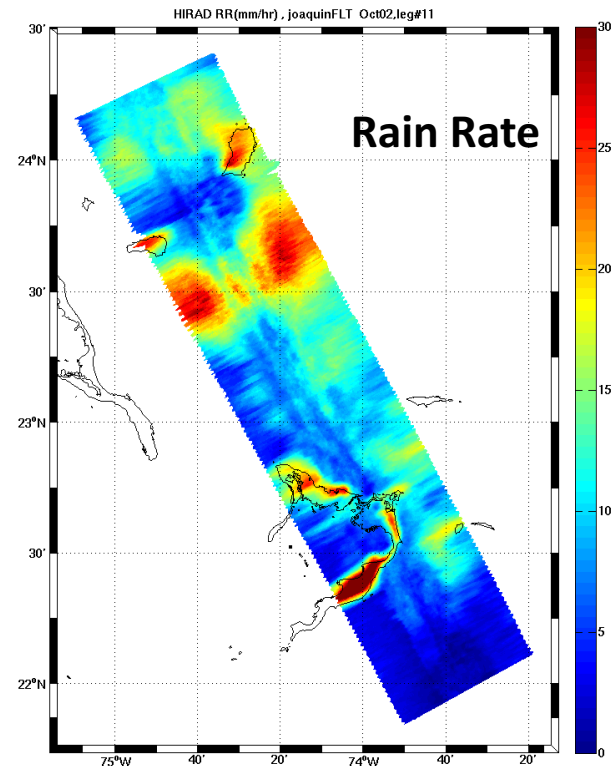 HIRAD RR(mm/hr) , joaquinFLT Oct02,leg#11
Rain Rate
30'
24°N
30'
23°N
30'
22°N
75°W
40'
20'
74°W
40'
20'
30
25
20
15
10
5
0